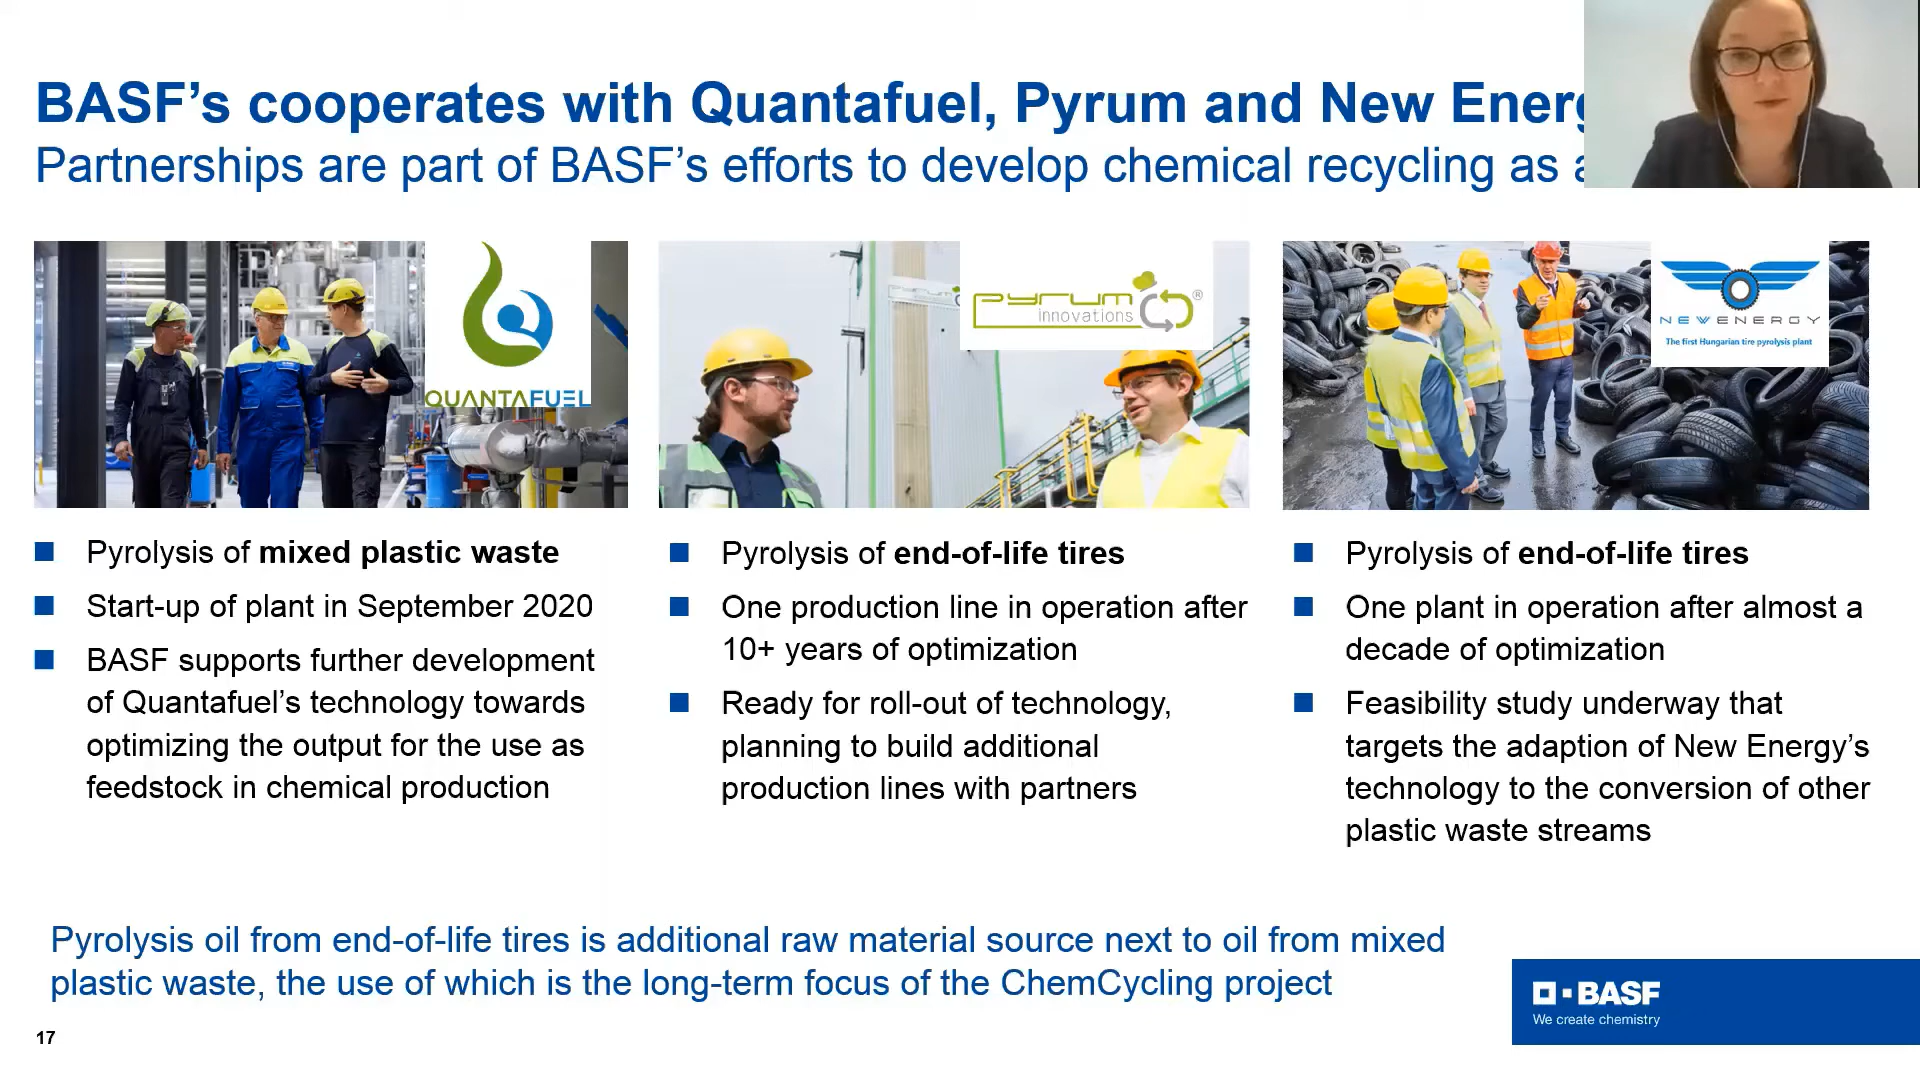 BASF’s cooperates with Quantafuel, Pyrum and New
Partnerships are part of BASF’s efforts to develop chemical recycling as
QUANTAFUEL
pyrum
innovations
®
NEWENERGY
The first Hungarian tire pyrolysis plant
Pyrolysis of mixed plastic waste
Start-up of plant in September 2020
BASF supports further development
of Quantafuel’s technology towards
optimizing the output for the use as
feedstock in chemical production
Pyrolysis of end-of-life tires
One production line in operation after
10+ years of optimization
Ready for roll-out of technology,
planning to build additional
production lines with partners
Pyrolysis of end-of-life tires
One plant in operation after almost a
decade of optimization
Feasibility study underway that
targets the adaption of New Energy’s
technology to the conversion of other
plastic waste streams
Pyrolysis oil from end-of-life tires is additional raw material source next to oil from mixed
plastic waste, the use of which is the long-term focus of the ChemCycling project
BASF
We create chemistry
17